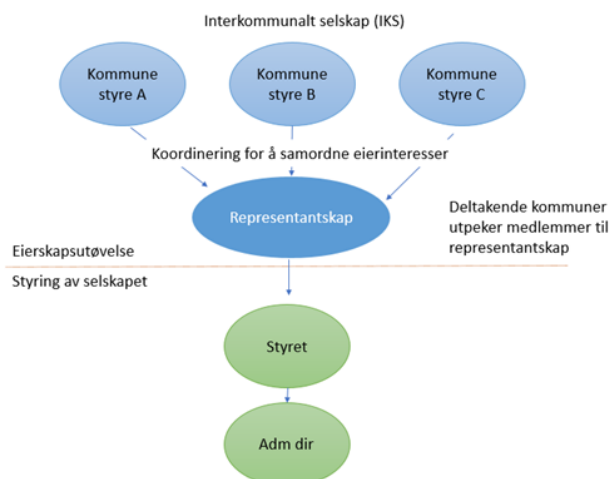 Interkommunalt selskap (IKS)
Kommune
styre A
Kommune
styre B
Kommune
styre C
Koordinering for å samordne eierinteresser
Representantskap
Deltakende kommuner
utpeker medlemmer til
representantskap
Eierskapsutøvelse
Styring av selskapet
Styret
Adm dir